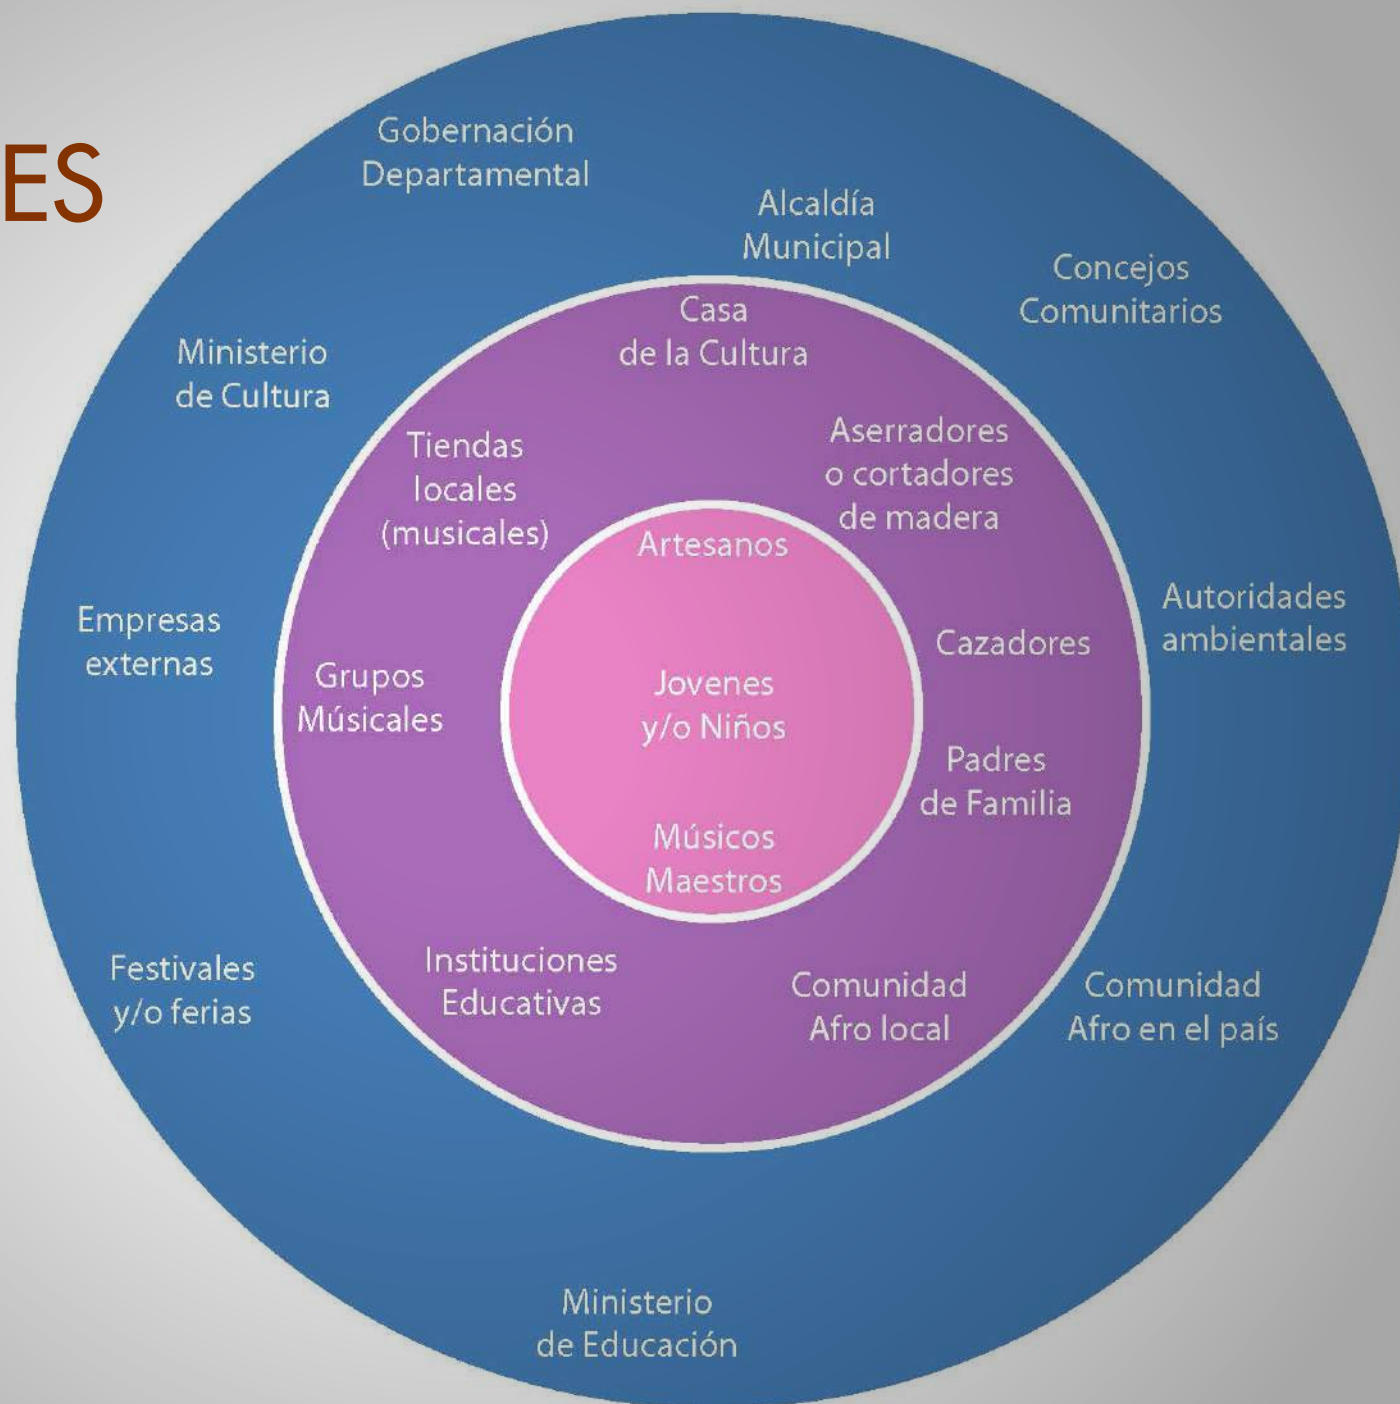 ES
Gobernación
Departamental
Alcaldía
Municipal
Concejos
Comunitarios
Ministerio
de Cultura
Casa
de la Cultura
Tiendas
locales
(musicales)
Aserradores
o cortadores
de madera
Artesanos
Empresas
externas
Grupos
Músicales
Jovenes
y/o Niños
Cazadores
Autoridades
ambientales
Padres
de Familia
Músicos
Maestros
Festivales
y/o ferias
Instituciones
Educativas
Comunidad
Afro local
Comunidad
Afro en el país
Ministerio
de Educación